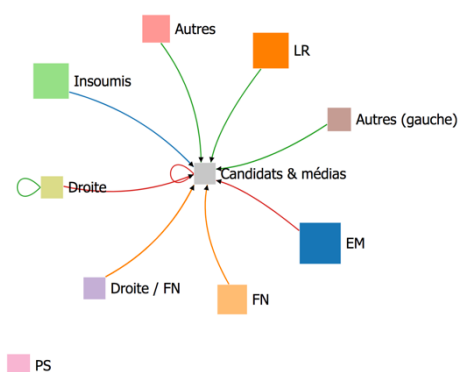 Autres
LR
Insoumis
Autres (gauche)
Candidats & médias
Droite
EM
Droite / FN
FN
PS